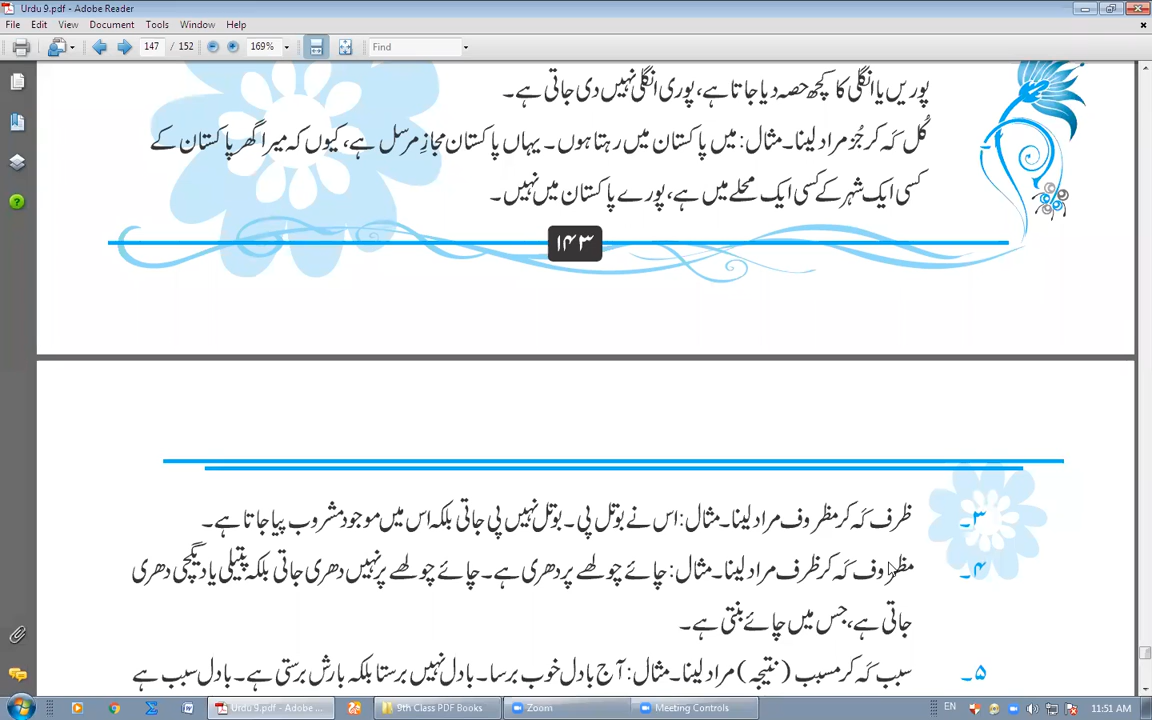 Urdu 9.pdf - Adobe Reader
File Edit View Document Tools Window Help
147 / 152 169% Find
پوریں یا انگلی کا کچھ حصہ دیا جاتا ہے، پوری انگلی نہیں دی جاتی ہے۔
کُل کَہ کر جُز مراد لینا۔ مثال: میں پاکستان میں رہتا ہوں۔ یہاں پاکستان مجازِ مرسل ہے، کیوں کہ میرا گھر پاکستان کے
کسی ایک شہر کے کسی ایک محلے میں ہے، پورے پاکستان میں نہیں۔
۱۴۳
۳۔ ظرف کَہ کر مظروف مراد لینا۔ مثال: اس نے بوتل پی۔ بوتل نہیں پی جاتی بلکہ اس میں موجود مشروب پیا جاتا ہے۔
۴۔ مظروف کَہ کر ظرف مراد لینا۔ مثال: چائے چولھے پر دھری ہے۔ چائے چولھے پر نہیں دھری جاتی بلکہ پتیلی یا دیگچی دھری
جاتی ہے، جس میں چائے بنتی ہے۔
۵۔ سبب کَہ کر مسبب (نتیجہ) مراد لینا۔ مثال: آج بادل خوب برسا۔ بادل نہیں برستا بلکہ بارش برستی ہے۔ بادل سبب ہے
Urdu 9.pdf - Adobe ... 9th Class PDF Books Zoom Meeting Controls EN 11:51 AM